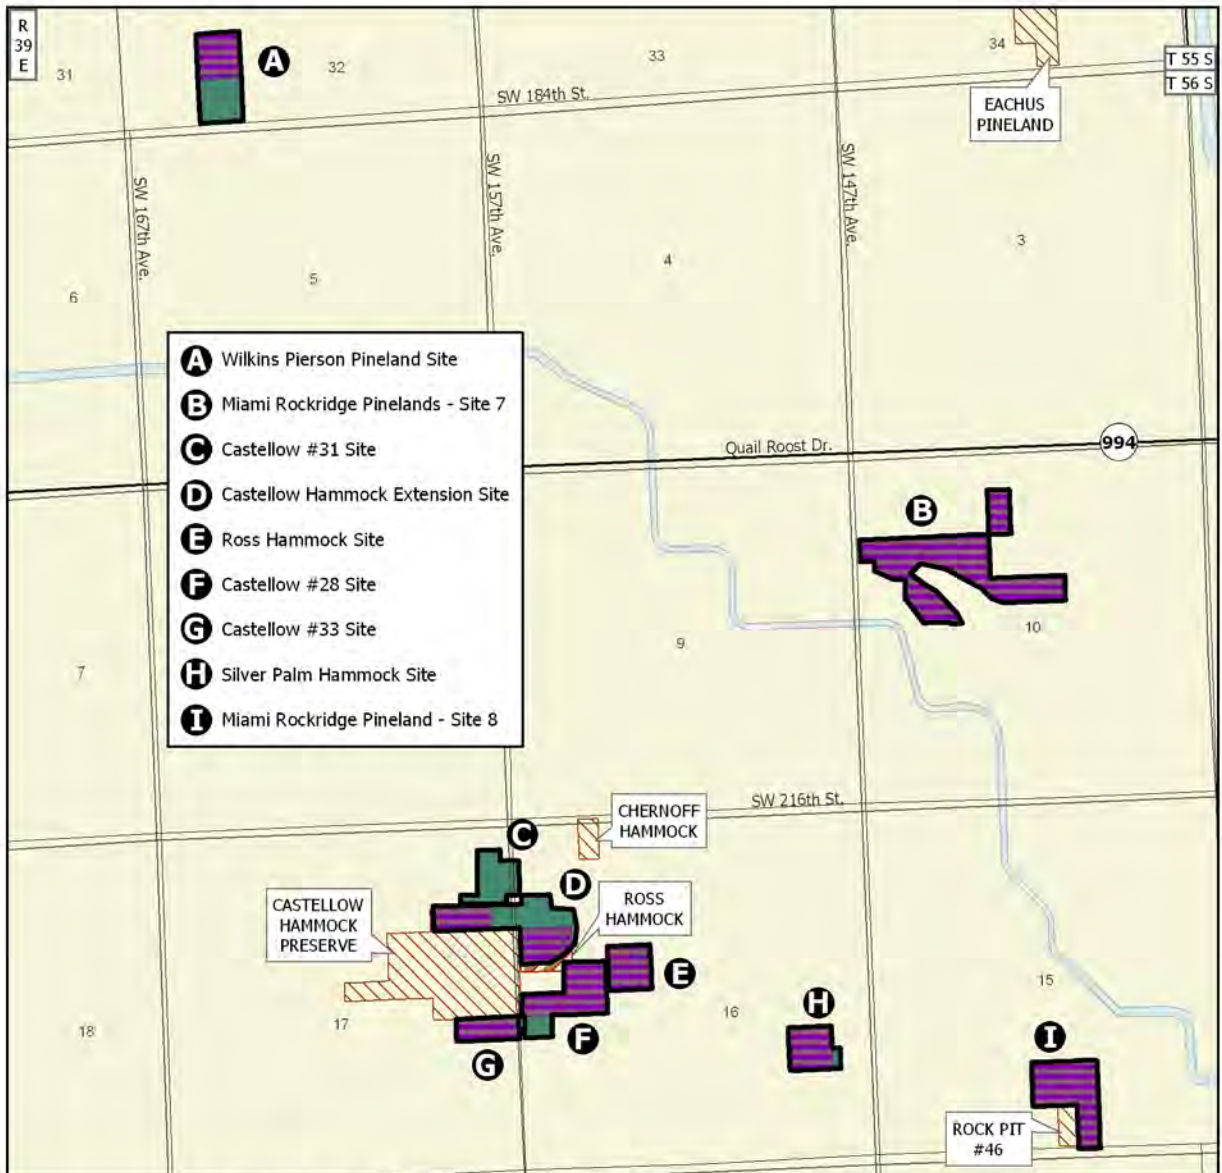 R
39
E
31
A
32
33
34
T 55 S
T 56 S
SW 184th St.
EACHUS
PINELAND
SW 167th Ave.
SW 157th Ave.
SW 147th Ave.
6
5
4
3
A Wilkins Pierson Pineland Site
B Miami Rockridge Pinelands - Site 7
C Castellow #31 Site
D Castellow Hammock Extension Site
E Ross Hammock Site
F Castellow #28 Site
G Castellow #33 Site
H Silver Palm Hammock Site
I Miami Rockridge Pineland - Site 8
Quail Roost Dr.
994
B
7
9
10
SW 216th St.
CHERNOFF
HAMMOCK
C
D
ROSS
HAMMOCK
CASTELLOW
HAMMOCK
PRESERVE
E
15
18
17
16
H
F
G
I
ROCK PIT
#46